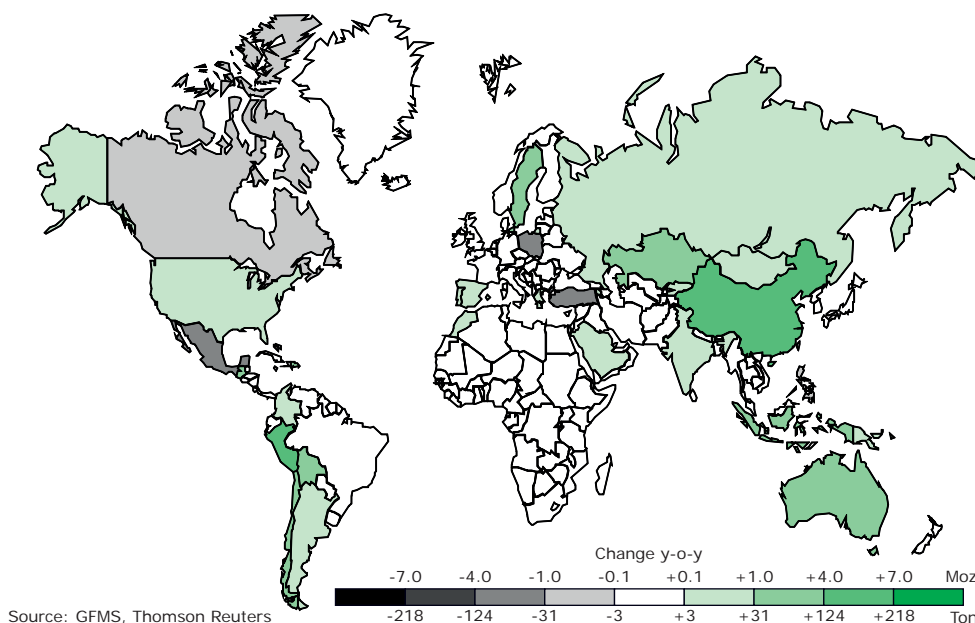 Change y-o-y
-7.0 -4.0 -1.0 -0.1 +0.1 +1.0 +4.0 +7.0 Moz
-218 -124 -31 -3 +3 +31 +124 +218 Ton
Source: GFMS, Thomson Reuters